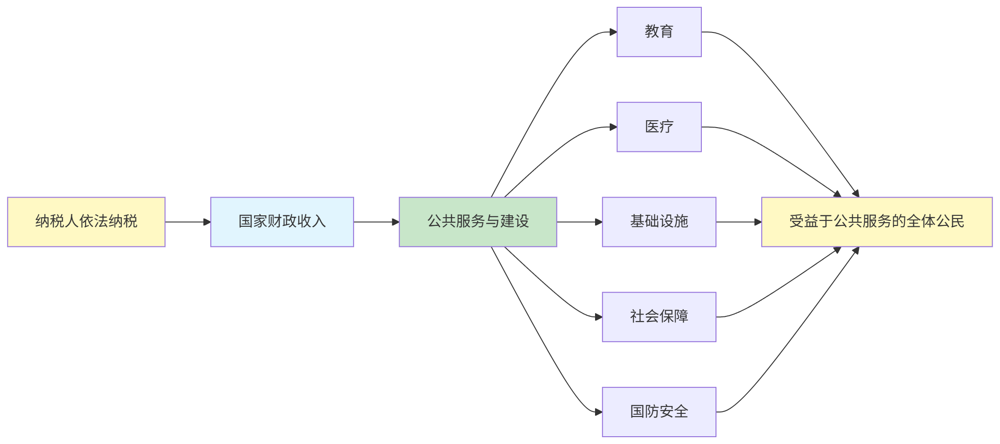 纳税人依法纳税
国家财政收入
公共服务与建设
教育
医疗
基础设施
社会保障
国防安全
受益于公共服务的全体公民